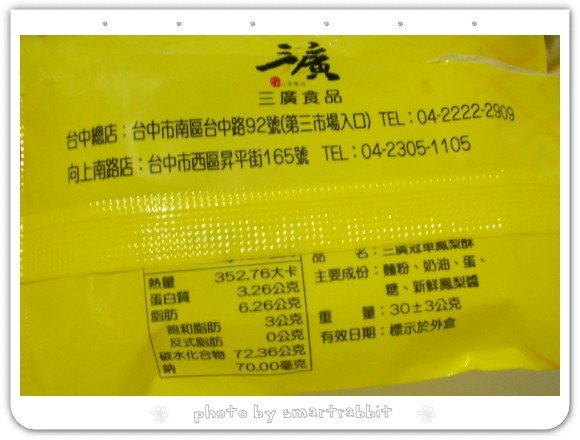 三廣
三廣食品
台中總店：台中市南區台中路92號(第三市場入口) TEL：04-2222-2909
向上南路店：台中市西區昇平街165號 TEL：04-2305-1105
熱量 352.76大卡
蛋白質 3.26公克
脂肪 6.26公克
飽和脂肪 3公克
反式脂肪 0公克
碳水化合物 72.36公克
鈉 70.00毫克
品 名：三廣冠軍鳳梨酥
主要成份：麵粉、奶油、蛋、
糖、新鮮鳳梨醬
重 量：30±3公克
有效日期：標示於外盒
photo by smartrabbit